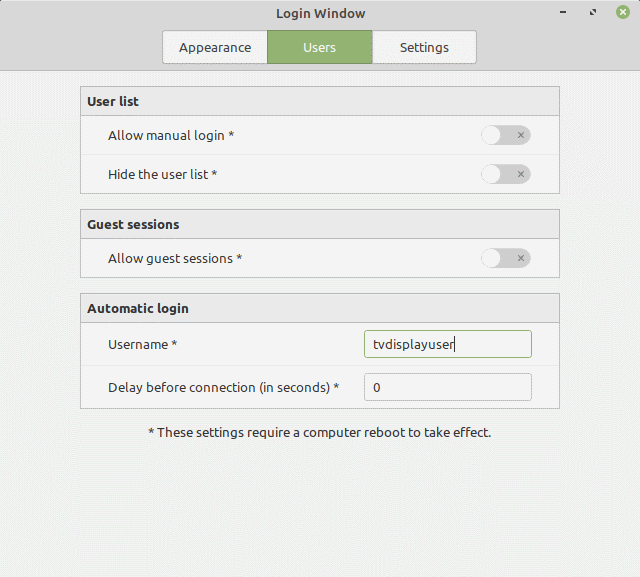 Login Window
Appearance Users Settings
User list
Allow manual login *
Hide the user list *
Guest sessions
Allow guest sessions *
Automatic login
Username * tvdisplayuser
Delay before connection (in seconds) * 0
* These settings require a computer reboot to take effect.